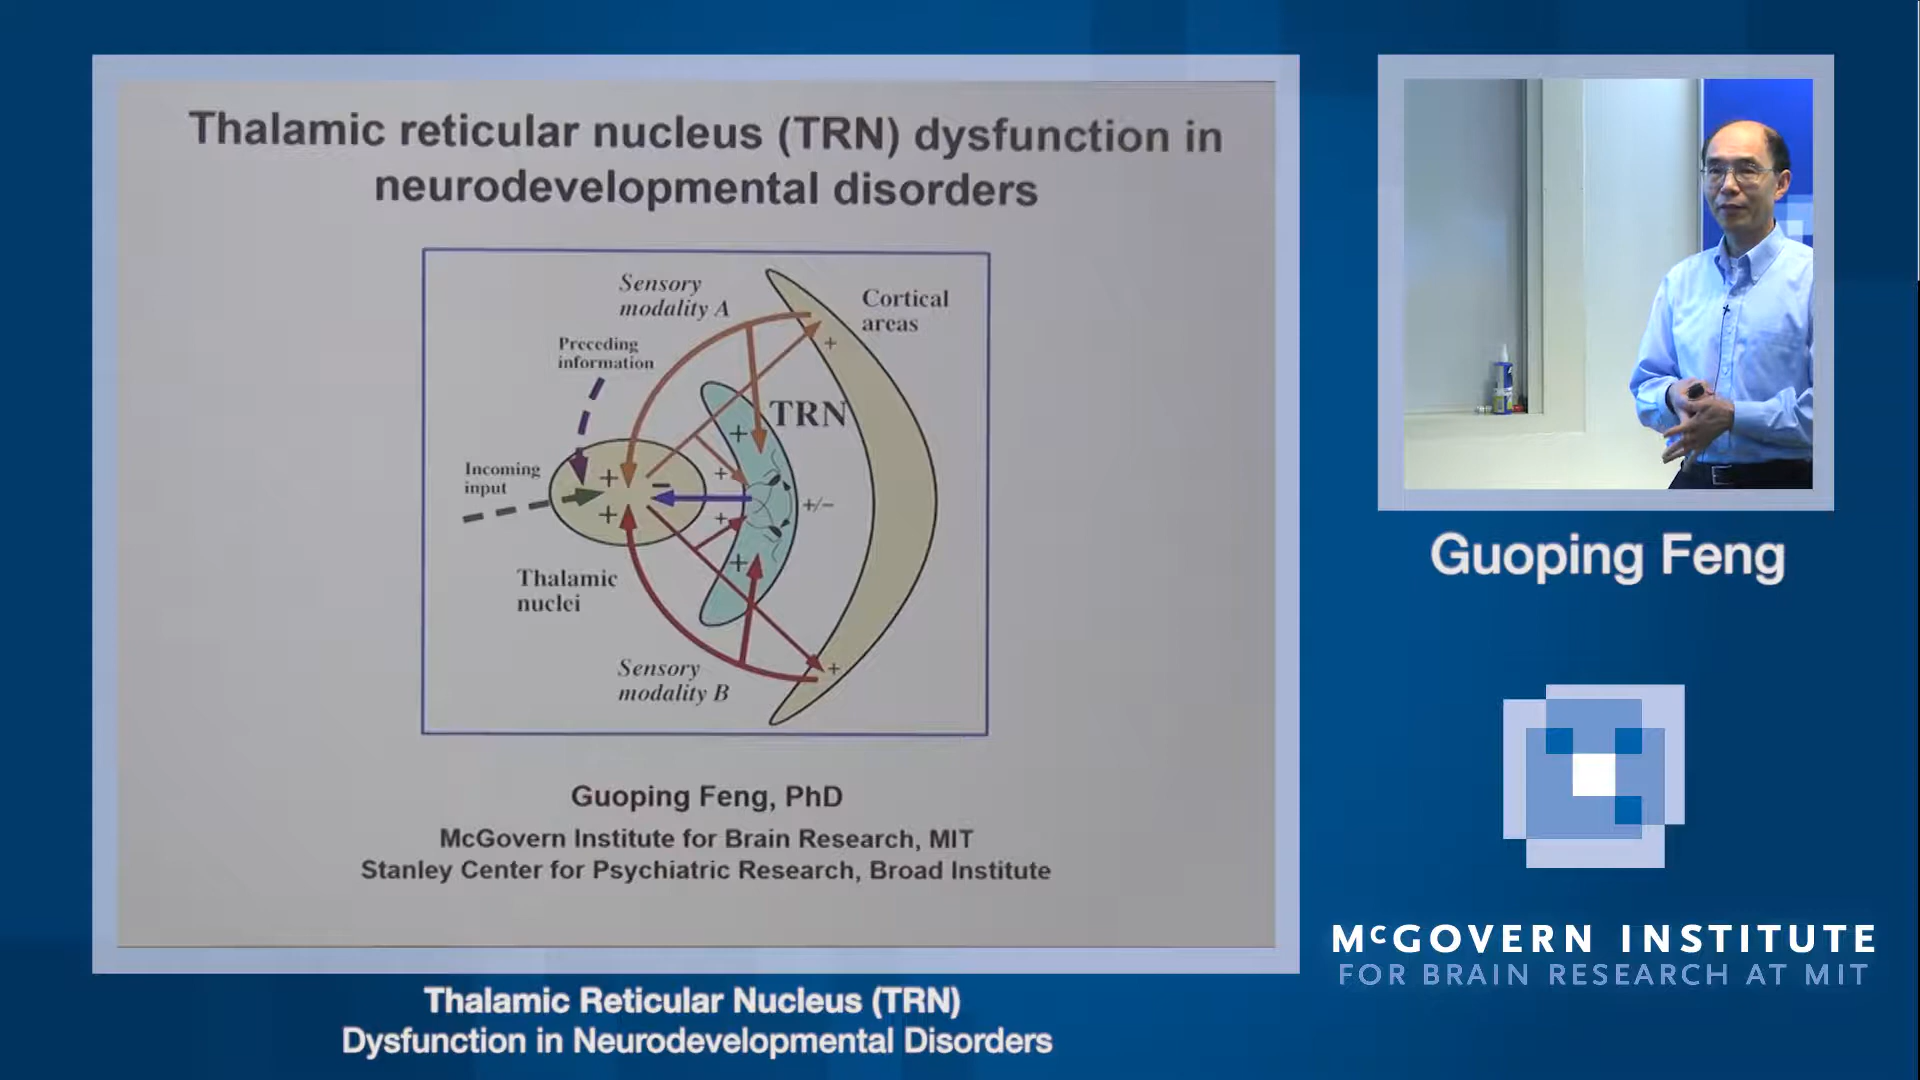 Thalamic reticular nucleus (TRN) dysfunction in
neurodevelopmental disorders
Sensory
modality A
Cortical
areas
Preceding
information
TRN
+
+
+
Incoming
input
+
−
+
+
+/−
+
+
Thalamic
nuclei
Sensory
modality B
+
Guoping Feng, PhD
McGovern Institute for Brain Research, MIT
Stanley Center for Psychiatric Research, Broad Institute
Thalamic Reticular Nucleus (TRN)
Dysfunction in Neurodevelopmental Disorders
Guoping Feng
McGOVERN INSTITUTE
FOR BRAIN RESEARCH AT MIT